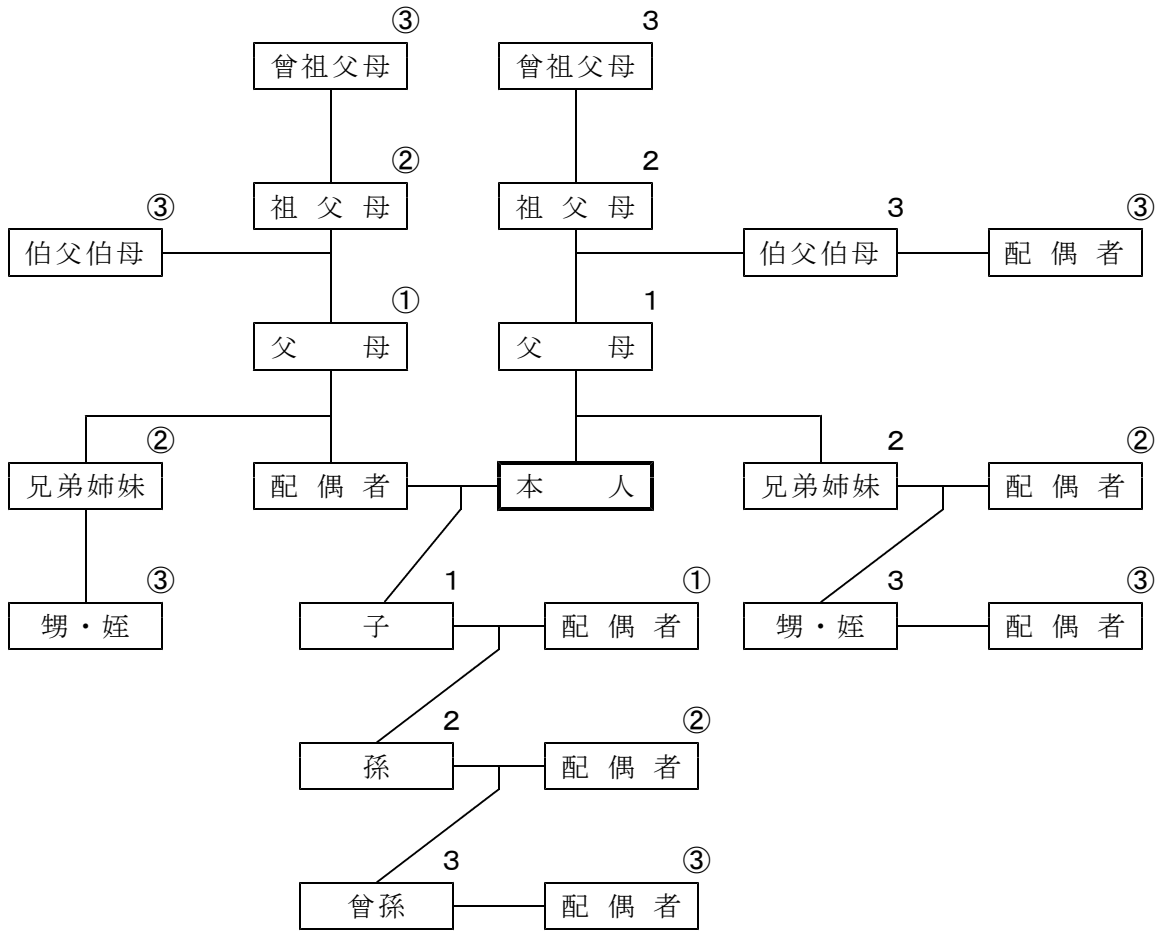 ③ 3
曾祖父母 曾祖父母
② 2
祖父母 祖父母
③ 3 ③
伯父伯母 伯父伯母 配偶者
① 1
父母 父母
② 2 ②
兄弟姉妹 配偶者 本人 兄弟姉妹 配偶者
③ 1 ① 3 ③
甥・姪 子 配偶者 甥・姪 配偶者
2 ②
孫 配偶者
3 ③
曾孫 配偶者